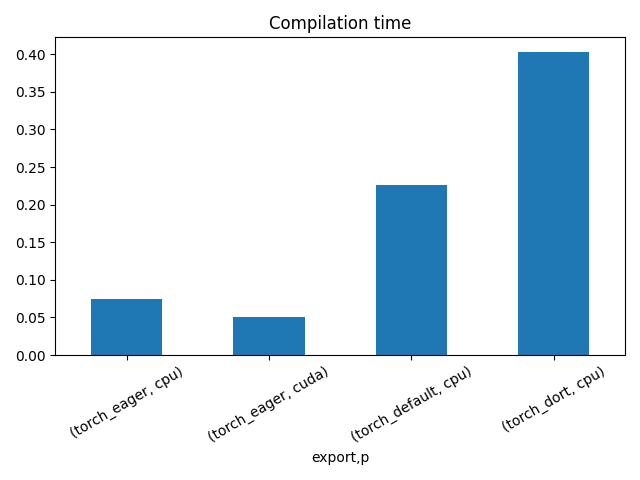 Compilation time
0.40
0.35
0.30
0.25
0.20
0.15
0.10
0.05
0.00
(torch_eager, cpu)
(torch_eager, cuda)
(torch_default, cpu)
(torch_dort, cpu)
export,p